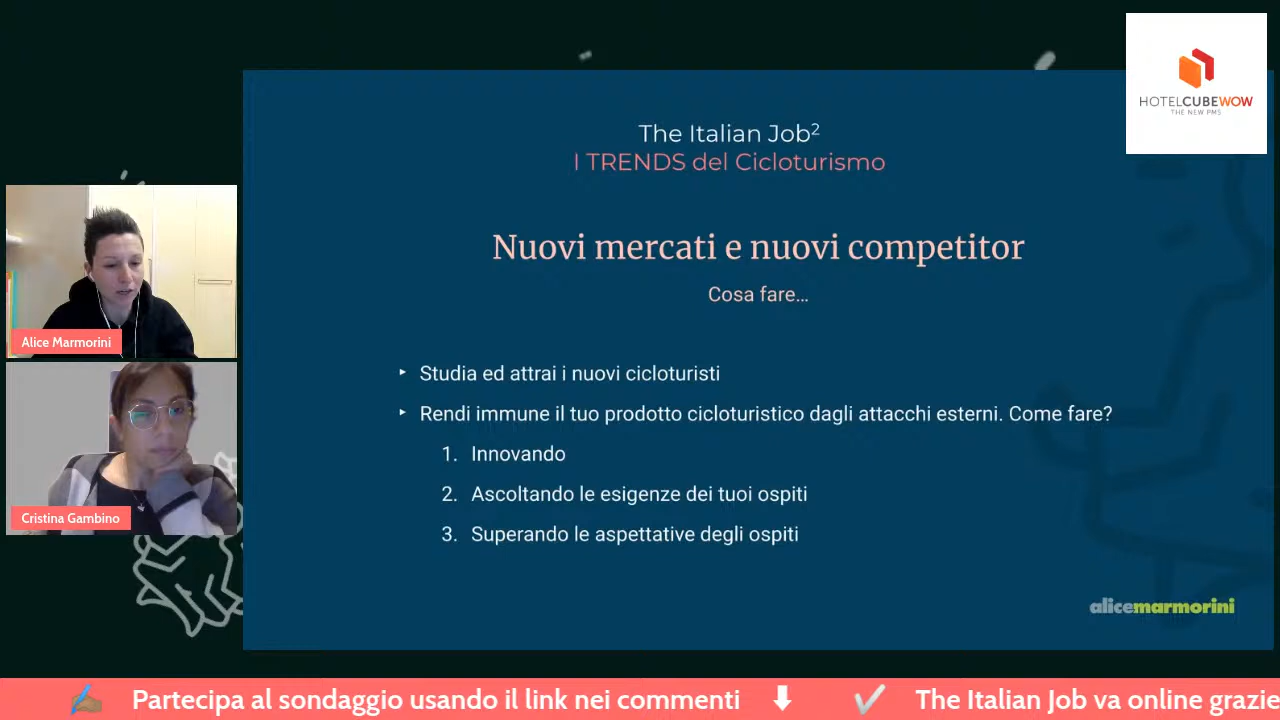 HOTELCUBEWOW
THE NEW PMS
The Italian Job²
I TRENDS del Cicloturismo
Nuovi mercati e nuovi competitor
Cosa fare...
‣ Studia ed attrai i nuovi cicloturisti
‣ Rendi immune il tuo prodotto cicloturistico dagli attacchi esterni. Come fare?
1. Innovando
2. Ascoltando le esigenze dei tuoi ospiti
3. Superando le aspettative degli ospiti
alicemarmorini
Alice Marmorini
Cristina Gambino
✍ Partecipa al sondaggio usando il link nei commenti ⬇ ✔ The Italian Job va online grazie